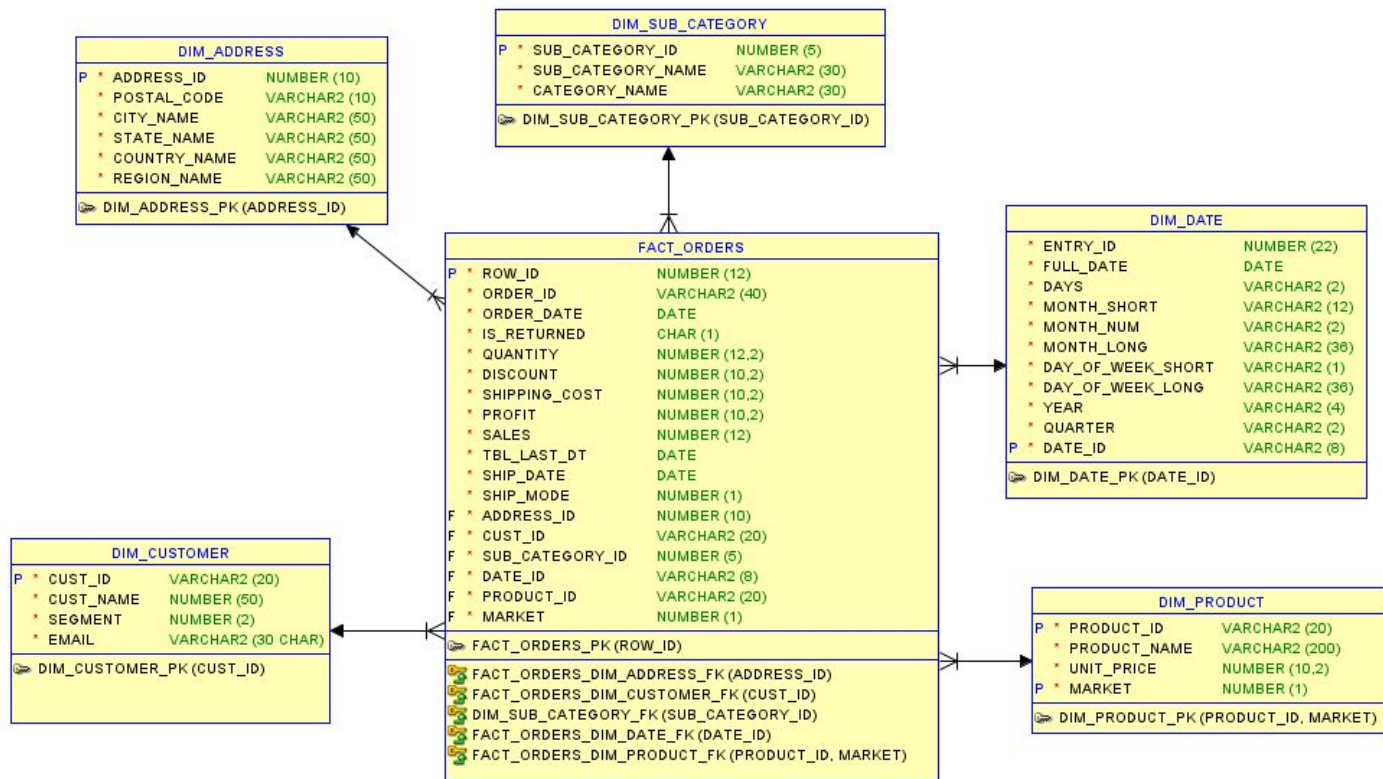 DIM_SUB_CATEGORY
P * SUB_CATEGORY_ID NUMBER (5)
* SUB_CATEGORY_NAME VARCHAR2 (30)
* CATEGORY_NAME VARCHAR2 (30)
DIM_SUB_CATEGORY_PK (SUB_CATEGORY_ID)
DIM_ADDRESS
P * ADDRESS_ID NUMBER (10)
* POSTAL_CODE VARCHAR2 (10)
* CITY_NAME VARCHAR2 (50)
* STATE_NAME VARCHAR2 (50)
* COUNTRY_NAME VARCHAR2 (50)
* REGION_NAME VARCHAR2 (50)
DIM_ADDRESS_PK (ADDRESS_ID)
FACT_ORDERS
P * ROW_ID NUMBER (12)
* ORDER_ID VARCHAR2 (40)
* ORDER_DATE DATE
* IS_RETURNED CHAR (1)
* QUANTITY NUMBER (12,2)
* DISCOUNT NUMBER (10,2)
* SHIPPING_COST NUMBER (10,2)
* PROFIT NUMBER (10,2)
* SALES NUMBER (12)
* TBL_LAST_DT DATE
* SHIP_DATE DATE
* SHIP_MODE NUMBER (1)
F * ADDRESS_ID NUMBER (10)
F * CUST_ID VARCHAR2 (20)
F * SUB_CATEGORY_ID NUMBER (5)
F * DATE_ID VARCHAR2 (8)
F * PRODUCT_ID VARCHAR2 (20)
F * MARKET NUMBER (1)
FACT_ORDERS_PK (ROW_ID)
FACT_ORDERS_DIM_ADDRESS_FK (ADDRESS_ID)
FACT_ORDERS_DIM_CUSTOMER_FK (CUST_ID)
DIM_SUB_CATEGORY_FK (SUB_CATEGORY_ID)
FACT_ORDERS_DIM_DATE_FK (DATE_ID)
FACT_ORDERS_DIM_PRODUCT_FK (PRODUCT_ID, MARKET)
DIM_DATE
* ENTRY_ID NUMBER (22)
* FULL_DATE DATE
* DAYS VARCHAR2 (2)
* MONTH_SHORT VARCHAR2 (12)
* MONTH_NUM VARCHAR2 (2)
* MONTH_LONG VARCHAR2 (36)
* DAY_OF_WEEK_SHORT VARCHAR2 (1)
* DAY_OF_WEEK_LONG VARCHAR2 (36)
* YEAR VARCHAR2 (4)
* QUARTER VARCHAR2 (2)
P * DATE_ID VARCHAR2 (8)
DIM_DATE_PK (DATE_ID)
DIM_CUSTOMER
P * CUST_ID VARCHAR2 (20)
* CUST_NAME NUMBER (50)
* SEGMENT NUMBER (2)
* EMAIL VARCHAR2 (30 CHAR)
DIM_CUSTOMER_PK (CUST_ID)
DIM_PRODUCT
P * PRODUCT_ID VARCHAR2 (20)
* PRODUCT_NAME VARCHAR2 (200)
* UNIT_PRICE NUMBER (10,2)
P * MARKET NUMBER (1)
DIM_PRODUCT_PK (PRODUCT_ID, MARKET)